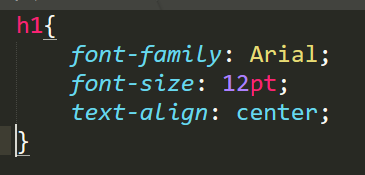 h1{
font-family: Arial;
font-size: 12pt;
text-align: center;
}